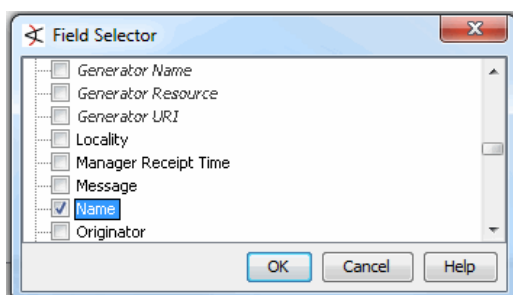 Field Selector
Generator Name
Generator Resource
Generator URI
Locality
Manager Receipt Time
Message
Name
Originator
OK Cancel Help